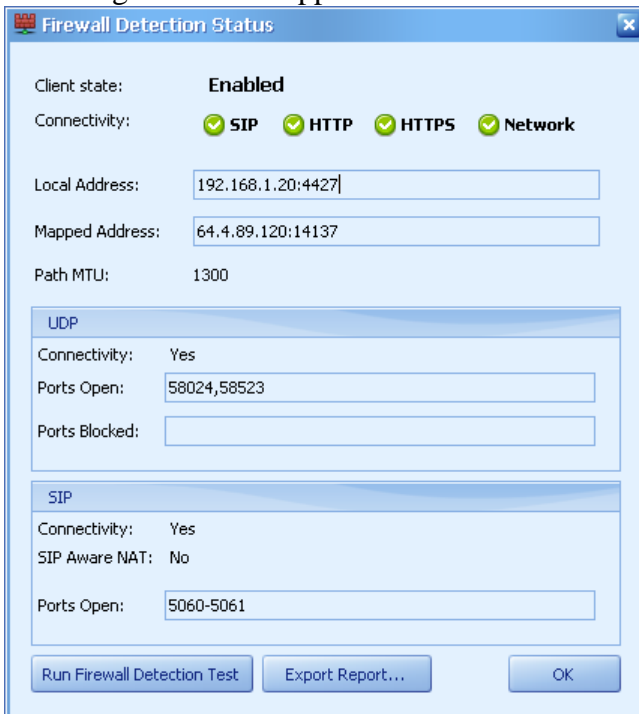 Firewall Detection Status
Client state: Enabled
Connectivity: SIP HTTP HTTPS Network
Local Address: 192.168.1.20:4427
Mapped Address: 64.4.89.120:14137
Path MTU: 1300
UDP
Connectivity: Yes
Ports Open: 58024,58523
Ports Blocked:
SIP
Connectivity: Yes
SIP Aware NAT: No
Ports Open: 5060-5061
Run Firewall Detection Test Export Report... OK